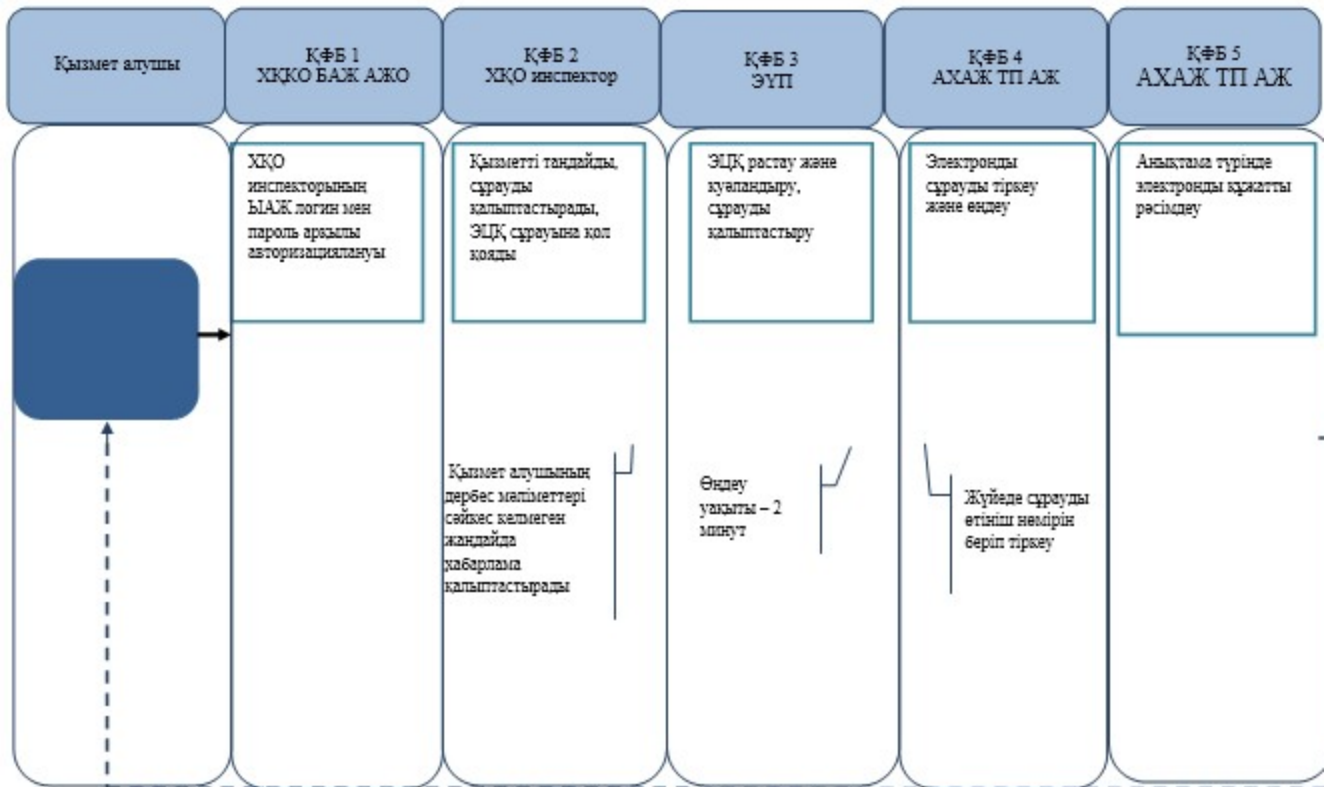 Қызмет алушы
ҚФБ 1
ХҚКО БАЖ АЖО
ҚФБ 2
ХҚО инспектор
ҚФБ 3
ЭҮП
ҚФБ 4
АХАЖ ТП АЖ
ҚФБ 5
АХАЖ ТП АЖ
ХҚО
инспекторының
ЫАЖ логин мен
пароль арқылы
авторизациялануы
Қызметті таңдайды,
сұрауды
қалыптастырады,
ЭЦҚ сұрауына қол
қояды
ЭЦҚ растау және
куәландыру,
сұрауды
қалыптастыру
Электронды
сұрауды тіркеу
және өңдеу
Анықтама түрінде
электронды құжатты
рәсімдеу
Қызмет алушының
дербес мәліметтері
сәйкес келмеген
жаңдайда
хабарлама
қалыптастырады
Өңдеу
уақыты – 2
минут
Жүйеде сұрауды
өтініш нөмірін
беріп тіркеу